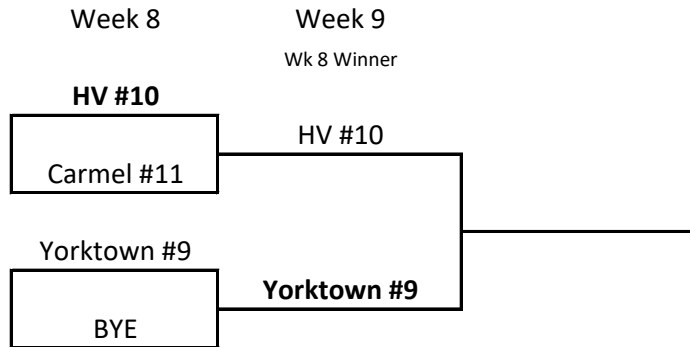 Week 8
Week 9
Wk 8 Winner
HV #10
HV #10
Carmel #11
Yorktown #9
Yorktown #9
BYE